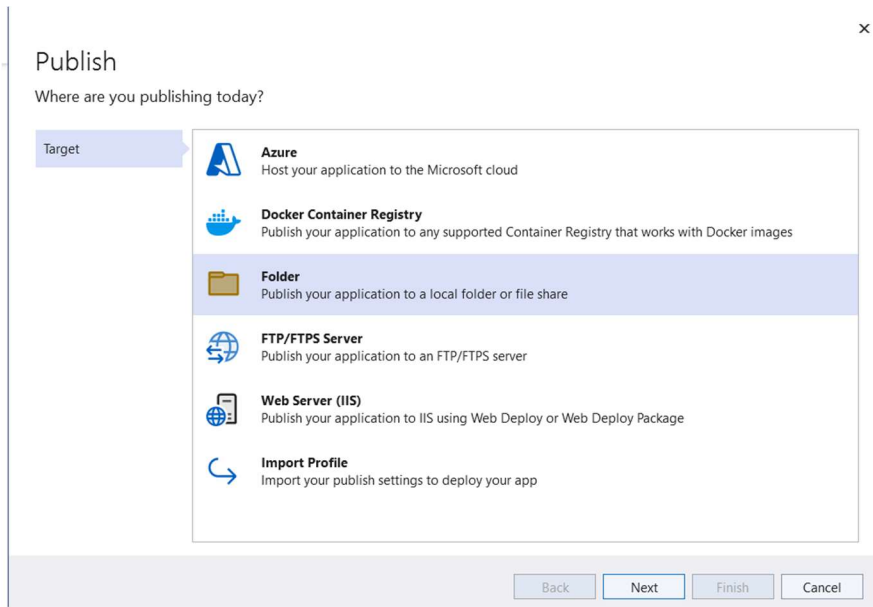 Publish
Where are you publishing today?
Target
Azure
Host your application to the Microsoft cloud
Docker Container Registry
Publish your application to any supported Container Registry that works with Docker images
Folder
Publish your application to a local folder or file share
FTP/FTPS Server
Publish your application to an FTP/FTPS server
Web Server (IIS)
Publish your application to IIS using Web Deploy or Web Deploy Package
Import Profile
Import your publish settings to deploy your app
Back
Next
Finish
Cancel